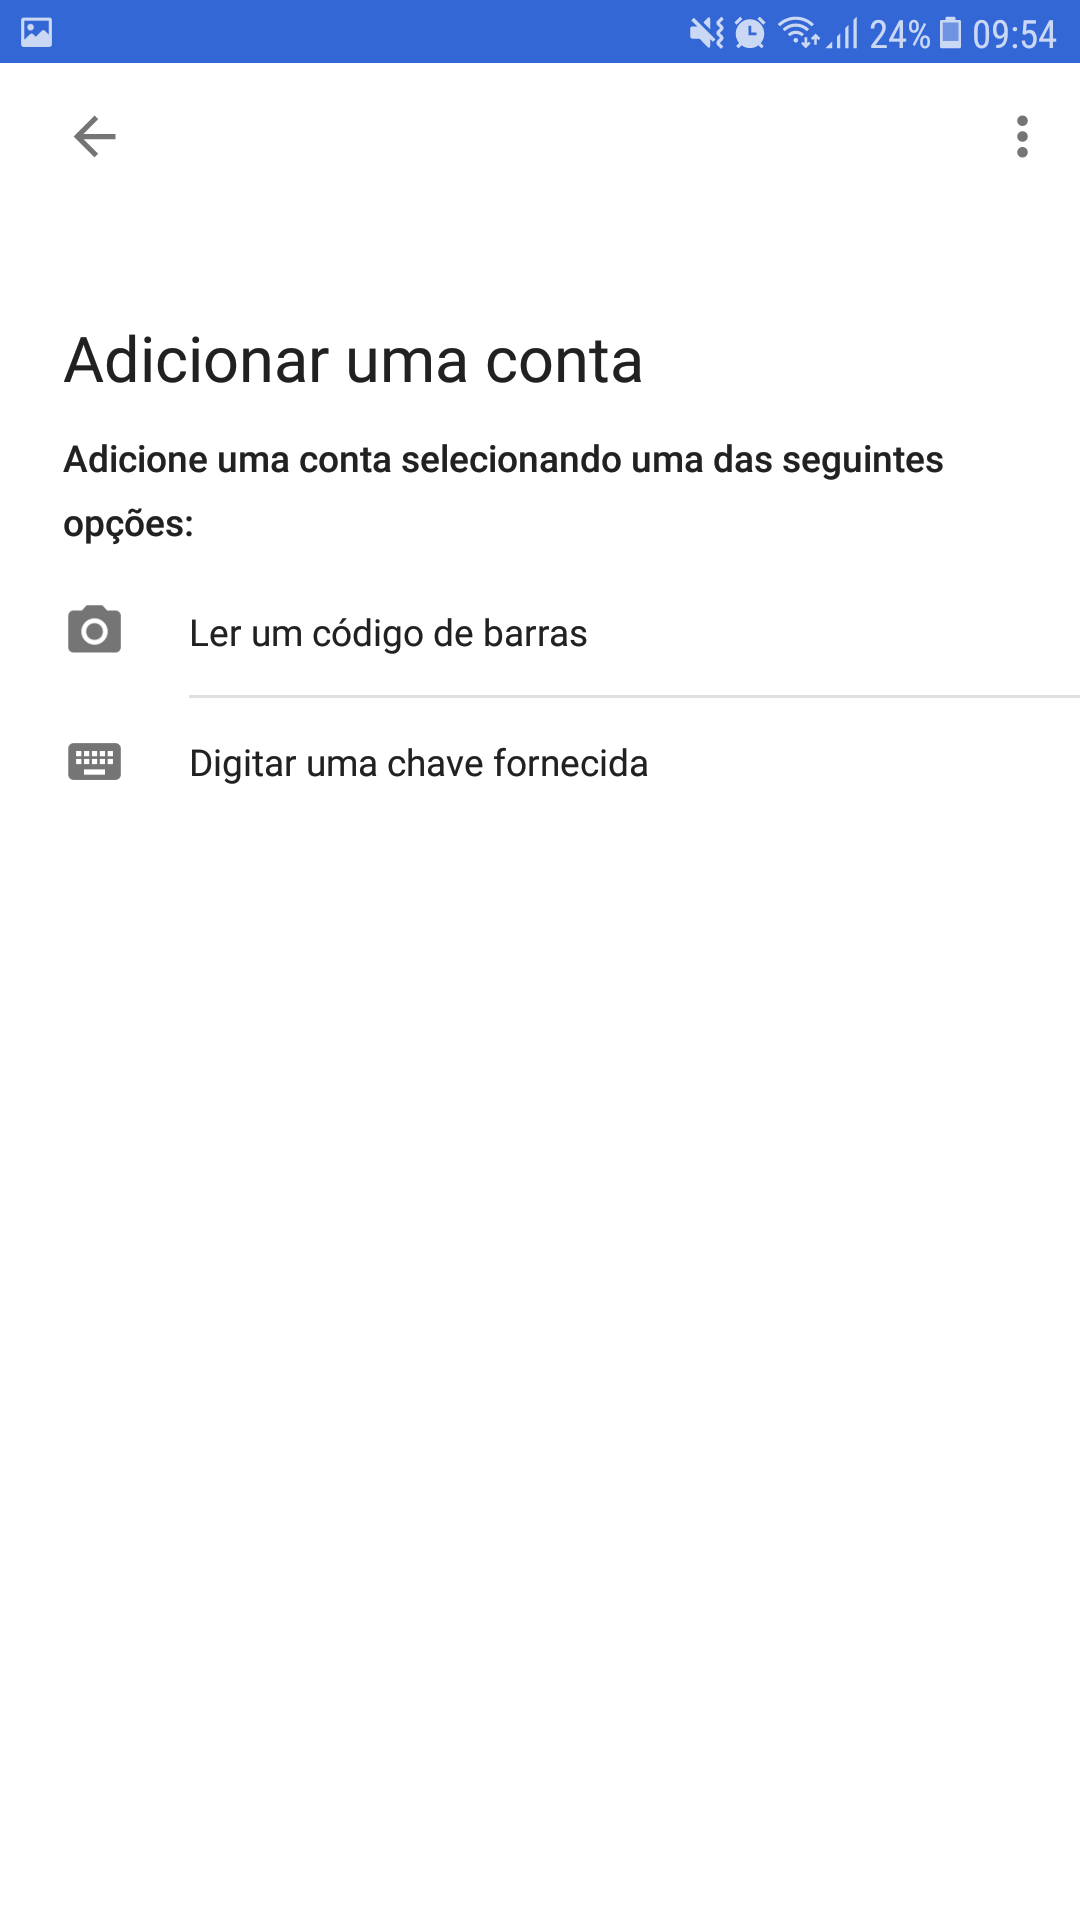 24% 09:54
Adicionar uma conta
Adicione uma conta selecionando uma das seguintes
opções:
Ler um código de barras
Digitar uma chave fornecida